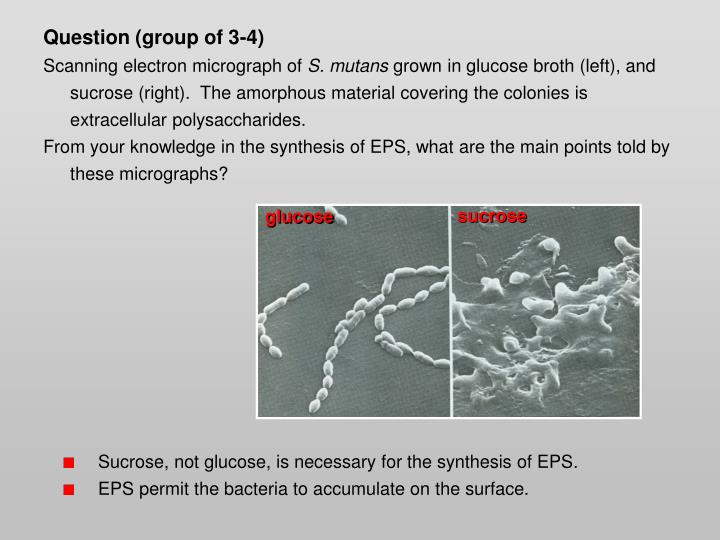 Question (group of 3-4)
Scanning electron micrograph of S. mutans grown in glucose broth (left), and
sucrose (right).  The amorphous material covering the colonies is
extracellular polysaccharides.
From your knowledge in the synthesis of EPS, what are the main points told by
these micrographs?
glucose
sucrose
Sucrose, not glucose, is necessary for the synthesis of EPS.
EPS permit the bacteria to accumulate on the surface.